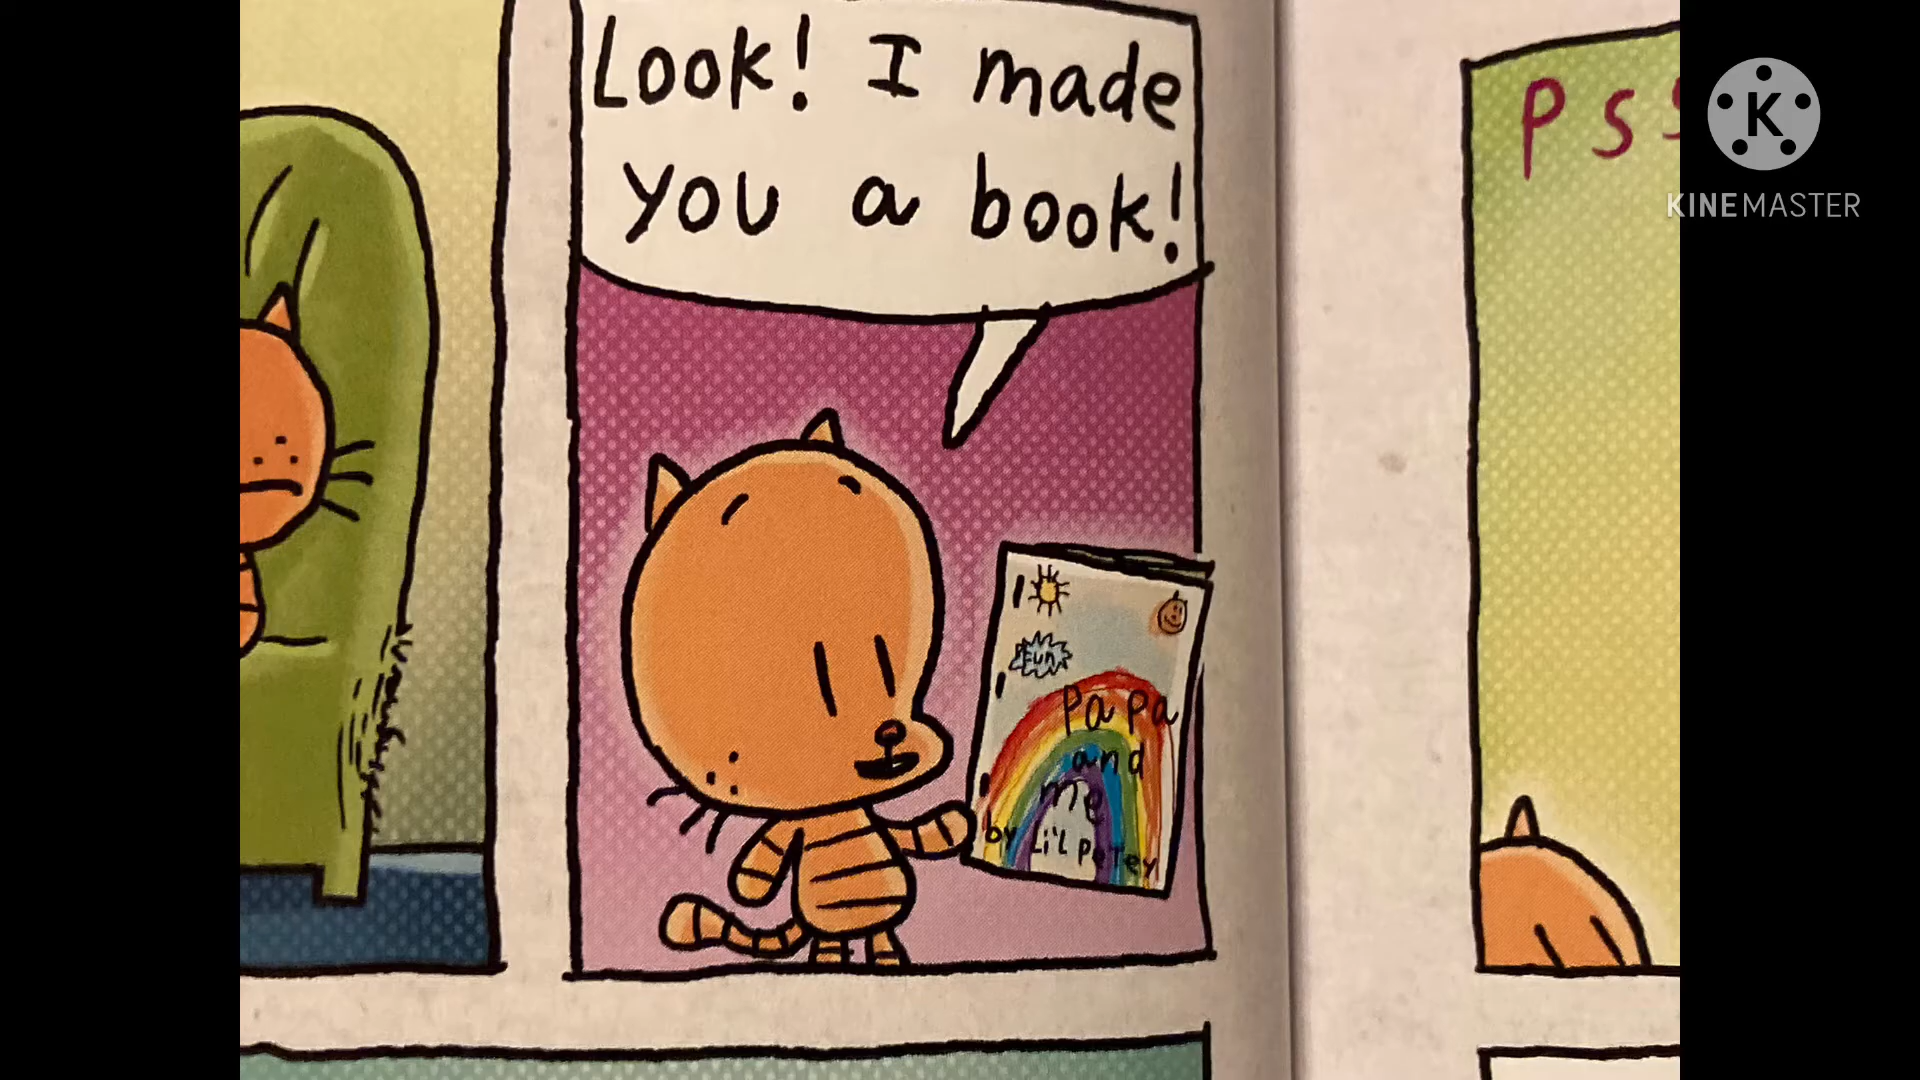 Look! I made
you a book!
Fun
Papa
and
me
by Li'l Petey
PS
K
KINEMASTER